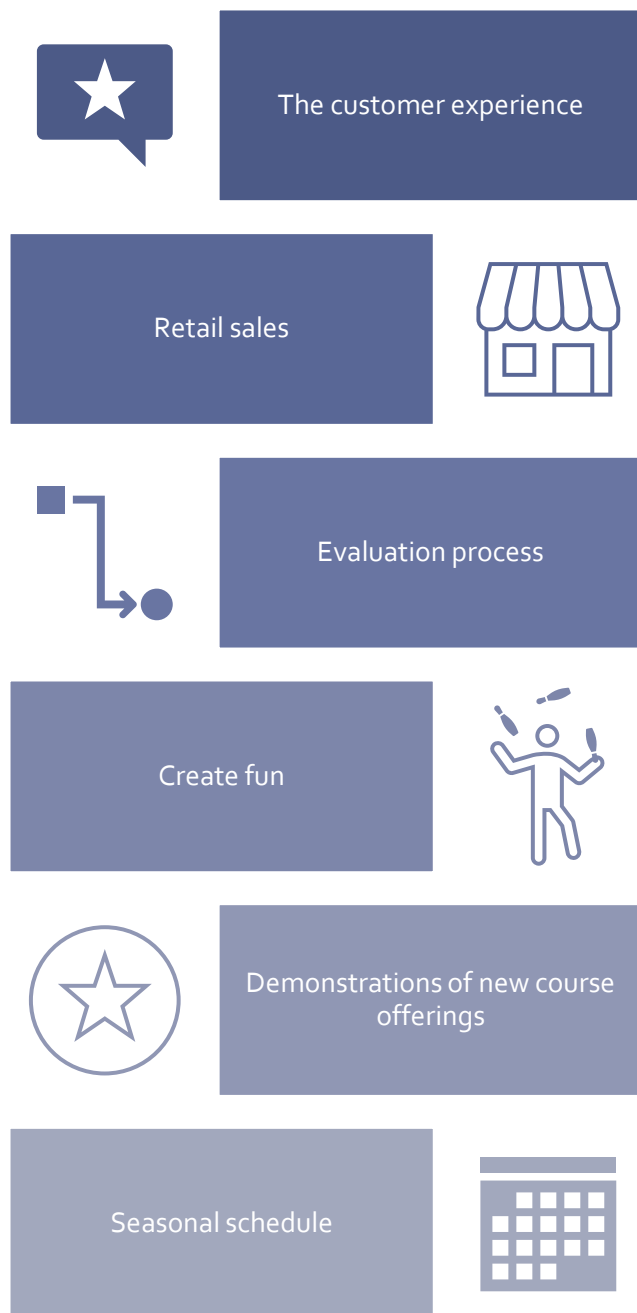 The customer experience
Retail sales
Evaluation process
Create fun
Demonstrations of new course
offerings
Seasonal schedule